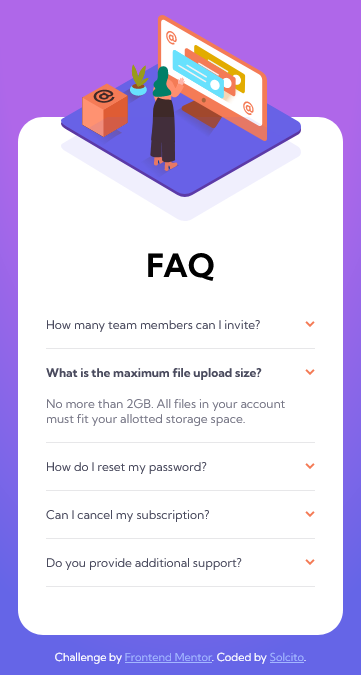 @
@
@
FAQ
How many team members can I invite?
What is the maximum file upload size?
No more than 2GB. All files in your account
must fit your allotted storage space.
How do I reset my password?
Can I cancel my subscription?
Do you provide additional support?
Challenge by Frontend Mentor. Coded by Solcito.